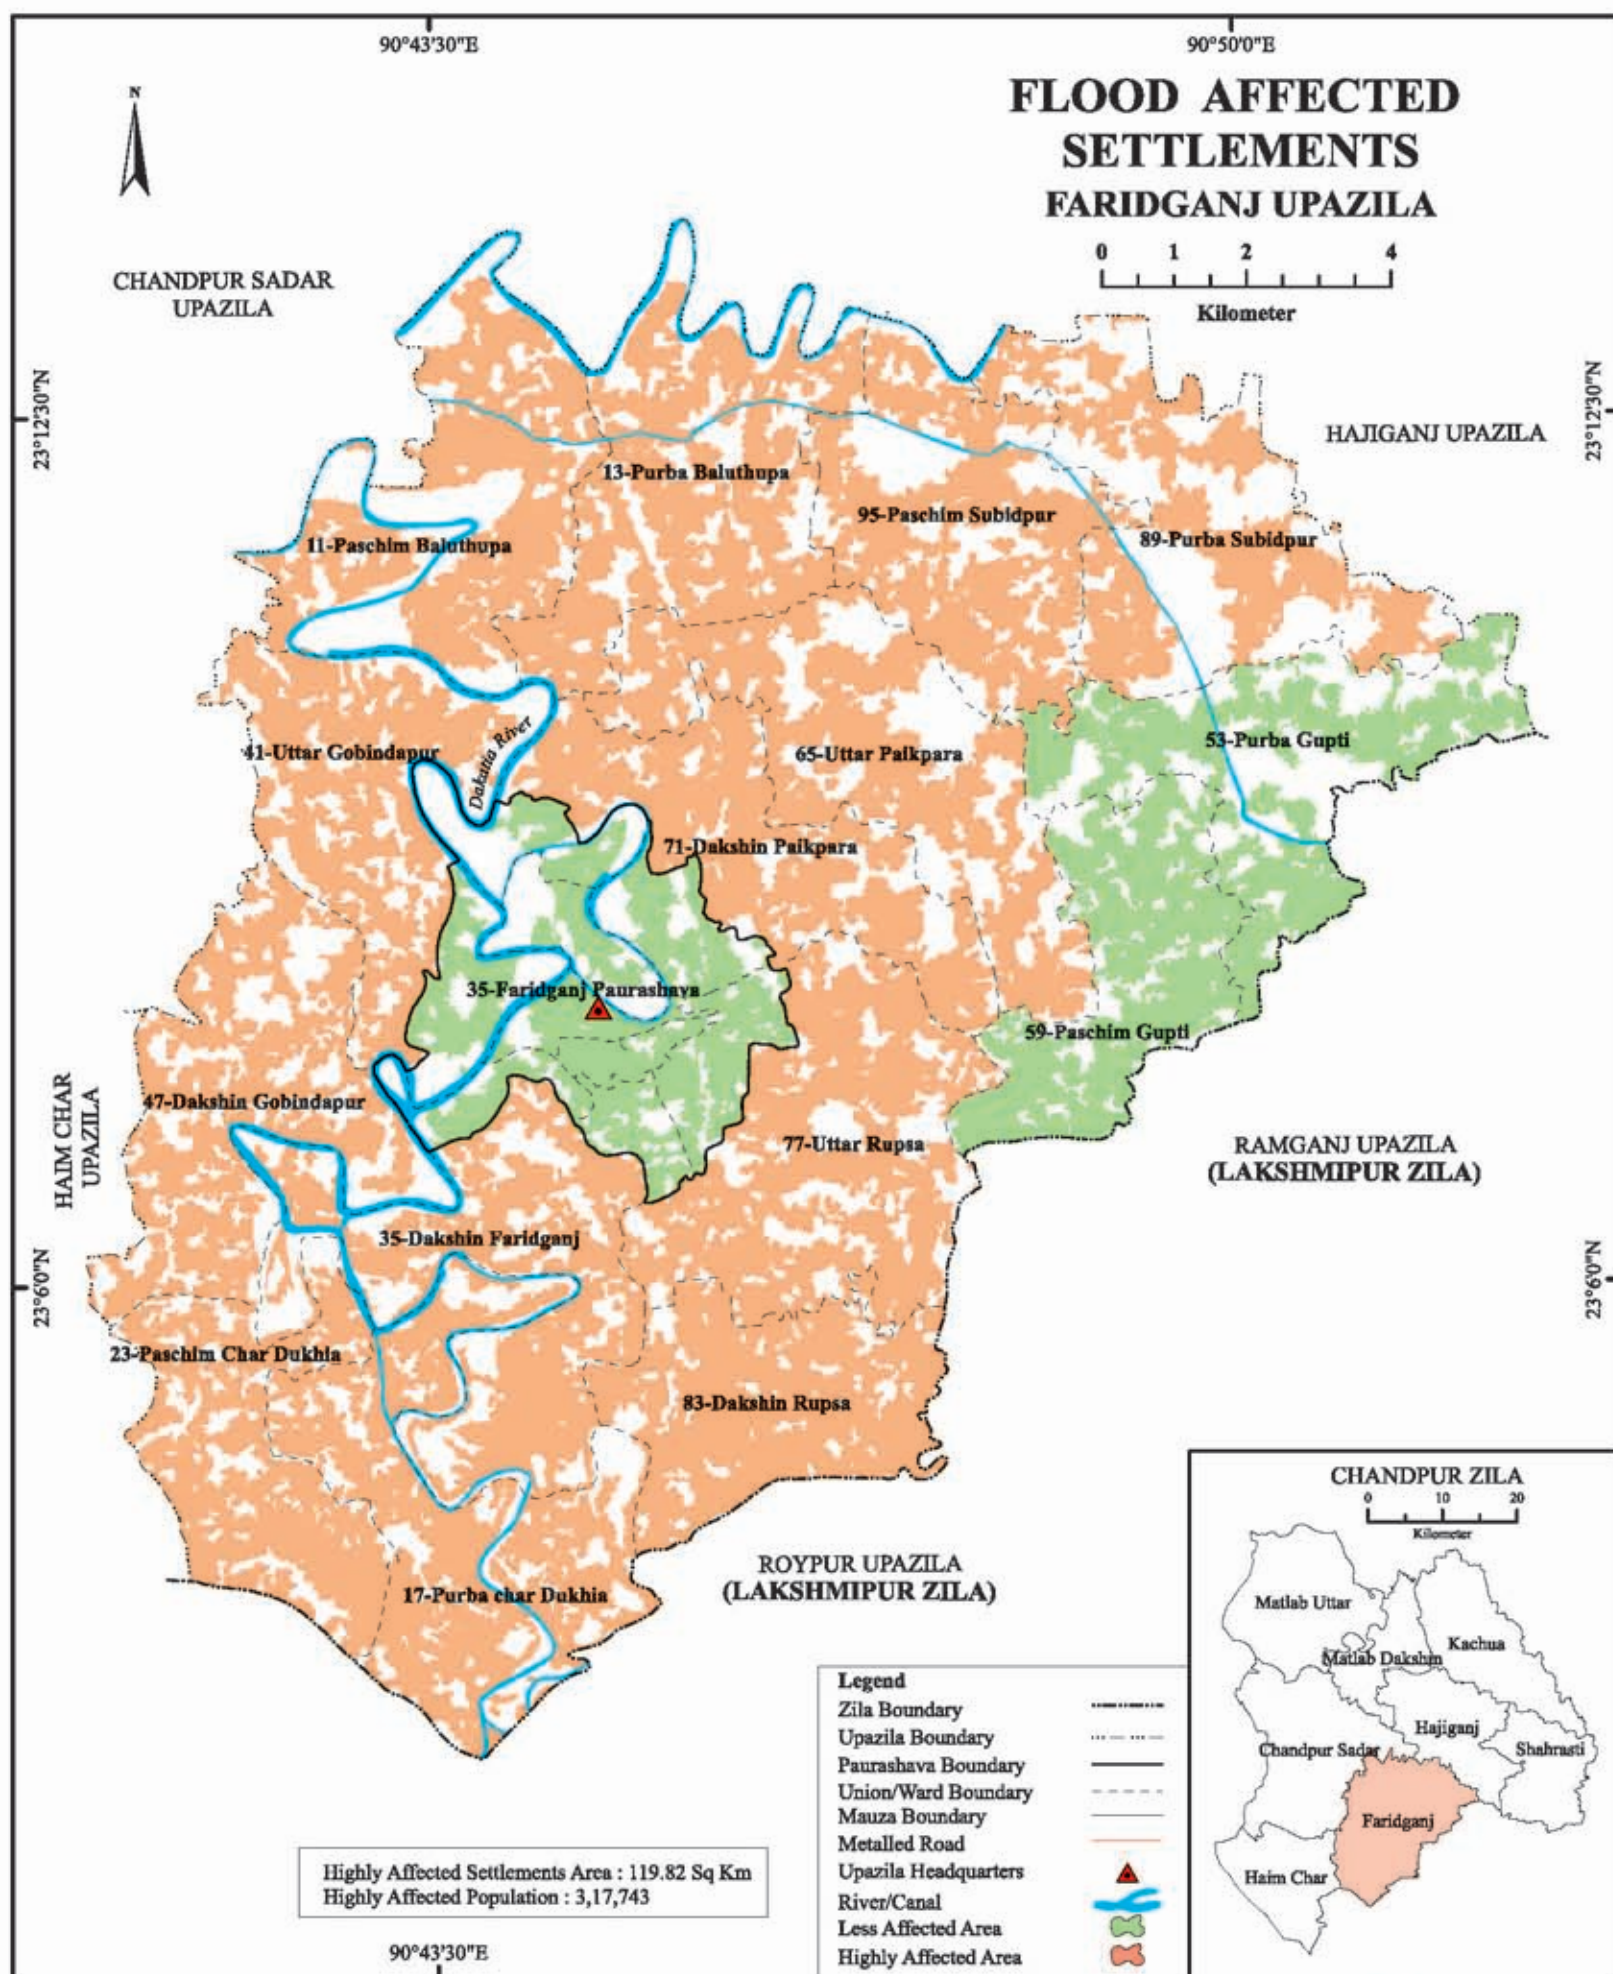 90°43'30"E
90°50'0"E
N
FLOOD AFFECTED
SETTLEMENTS
FARIDGANJ UPAZILA
0 1 2 4
Kilometer
CHANDPUR SADAR
UPAZILA
23°12'30"N
23°12'30"N
HAJIGANJ UPAZILA
13-Purba Baluthupa
95-Paschim Subidpur
89-Purba Subidpur
11-Paschim Baluthupa
41-Uttar Gobindapur
Dakatia River
65-Uttar Paikpara
53-Purba Gupti
71-Dakshin Paikpara
35-Faridganj Paurashava
59-Paschim Gupti
HAIM CHAR
UPAZILA
47-Dakshin Gobindapur
77-Uttar Rupsa
RAMGANJ UPAZILA
(LAKSHMIPUR ZILA)
35-Dakshin Faridganj
23°6'0"N
23°6'0"N
23-Paschim Char Dukhia
83-Dakshin Rupsa
ROYPUR UPAZILA
(LAKSHMIPUR ZILA)
17-Purba char Dukhia
CHANDPUR ZILA
0 10 20
Kilometer
Matlab Uttar
Kachua
Matlab Dakshin
Hajiganj
Chandpur Sadar
Shahrasti
Faridganj
Haim Char
Legend
Zila Boundary
Upazila Boundary
Paurashava Boundary
Union/Ward Boundary
Mauza Boundary
Metalled Road
Upazila Headquarters
River/Canal
Less Affected Area
Highly Affected Area
Highly Affected Settlements Area : 119.82 Sq Km
Highly Affected Population : 3,17,743
90°43'30"E